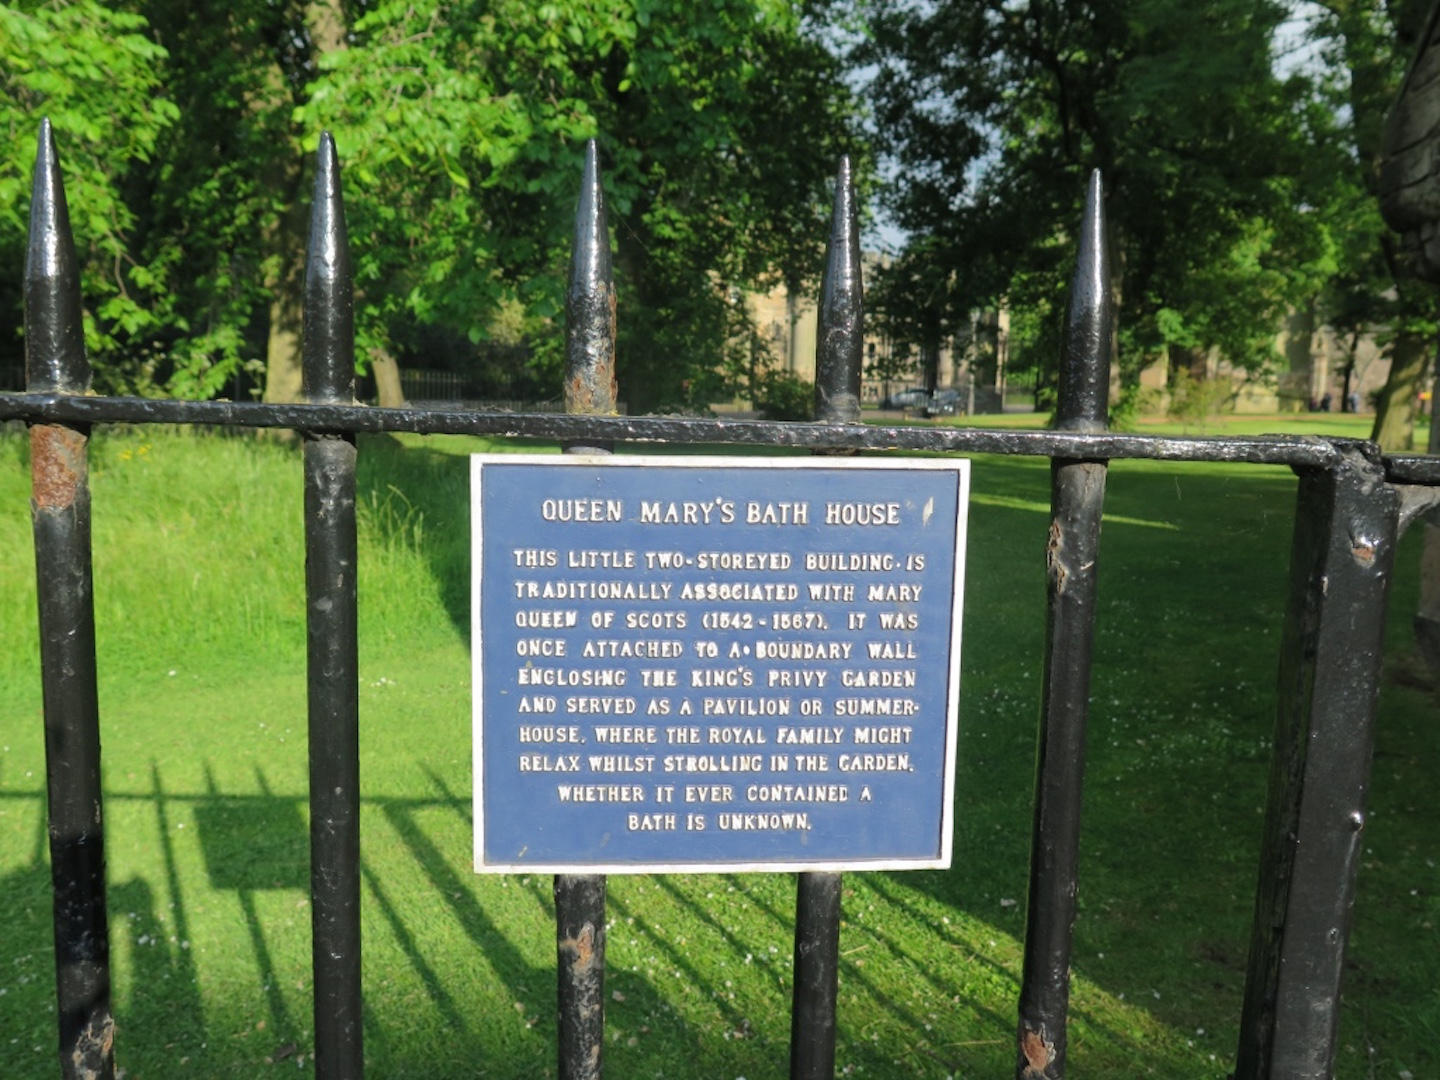 QUEEN MARY'S BATH HOUSE
THIS LITTLE TWO-STOREYED BUILDING IS
TRADITIONALLY ASSOCIATED WITH MARY
QUEEN OF SCOTS (1542-1567). IT WAS
ONCE ATTACHED TO A BOUNDARY WALL
ENCLOSING THE KING'S PRIVY GARDEN
AND SERVED AS A PAVILION OR SUMMER-
HOUSE, WHERE THE ROYAL FAMILY MIGHT
RELAX WHILST STROLLING IN THE GARDEN.
WHETHER IT EVER CONTAINED A
BATH IS UNKNOWN.